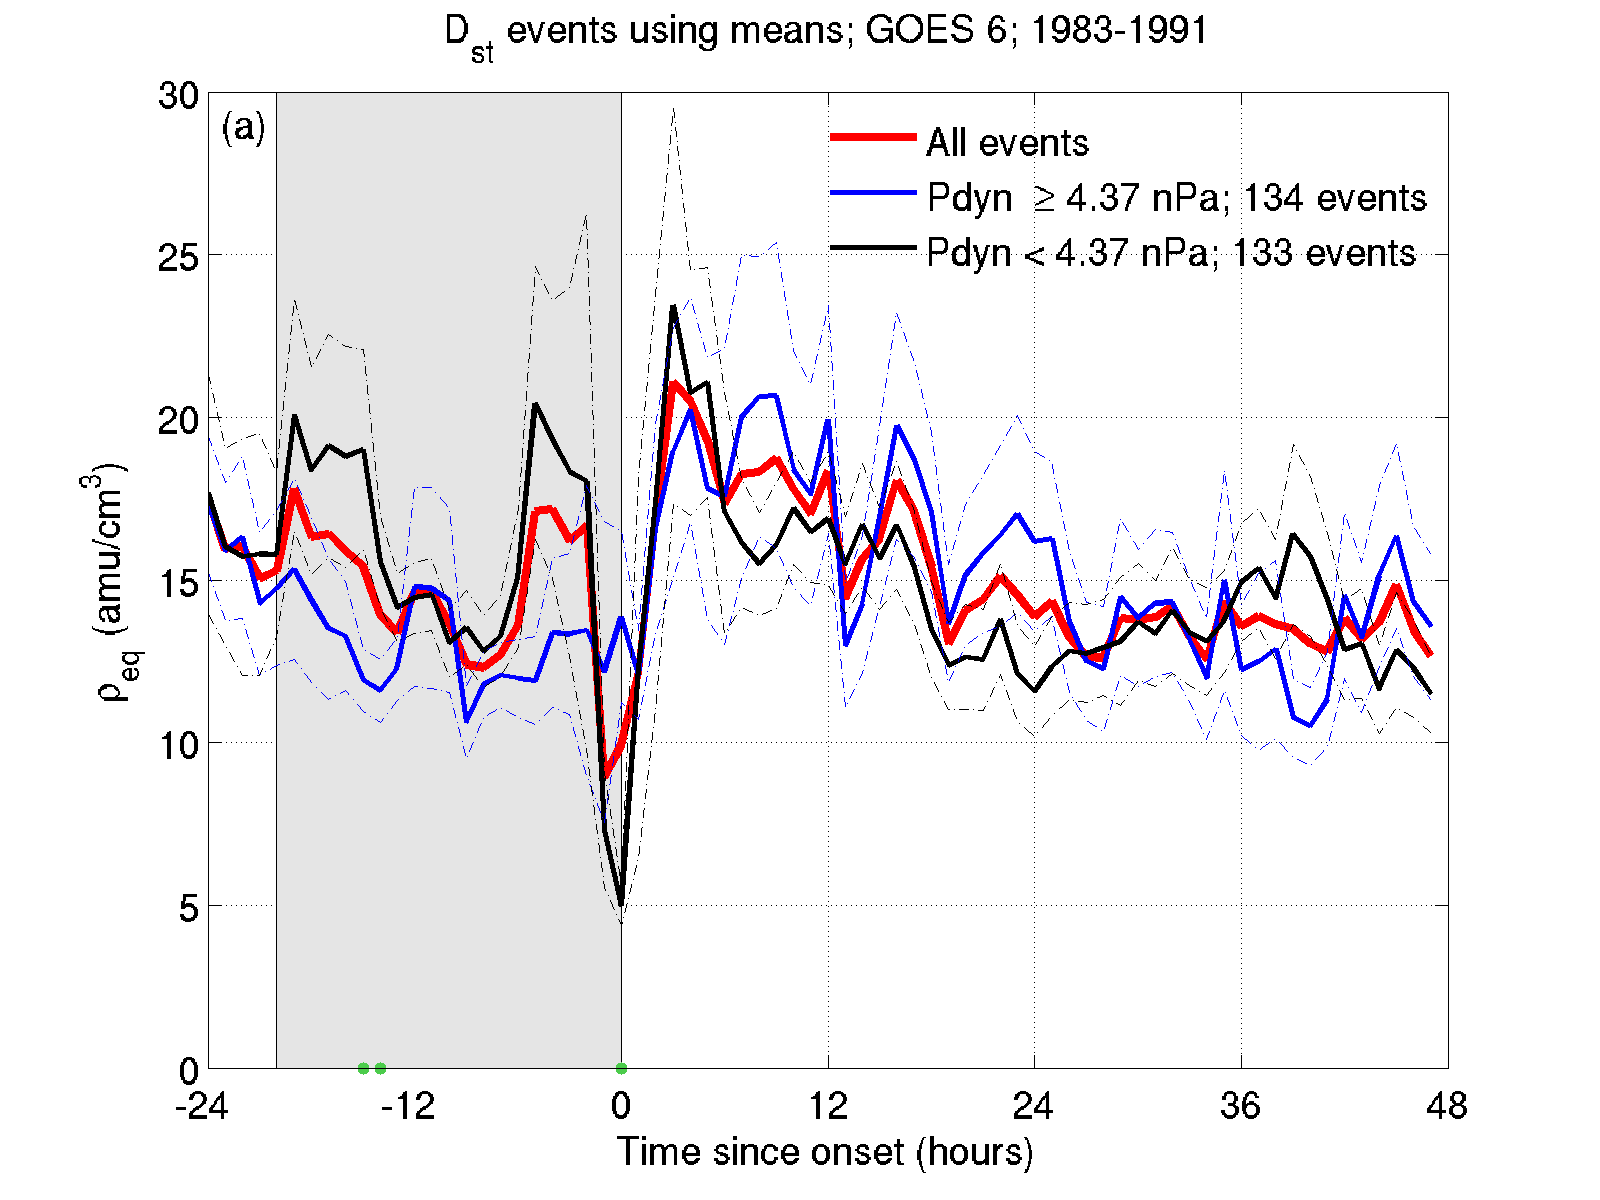 Dst events using means; GOES 6; 1983-1991
(a)
All events
Pdyn ≥ 4.37 nPa; 134 events
Pdyn < 4.37 nPa; 133 events
30
25
20
15
10
5
0
ρeq (amu/cm³)
-24 -12 0 12 24 36 48
Time since onset (hours)